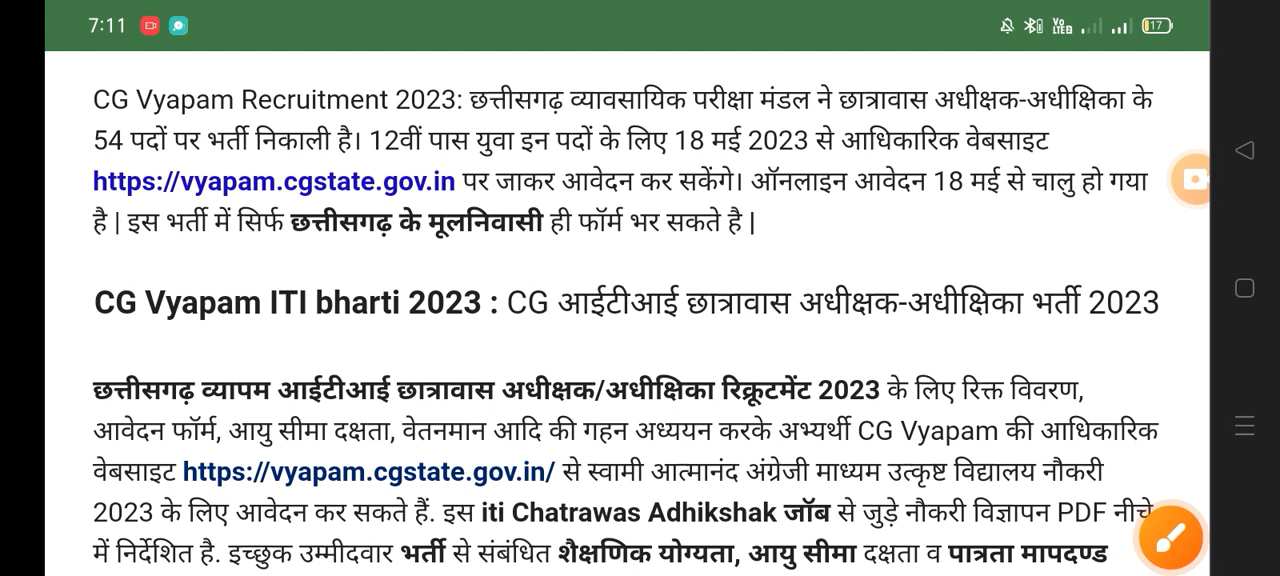 7:11
Vo LTE 2
17
CG Vyapam Recruitment 2023: छत्तीसगढ़ व्यावसायिक परीक्षा मंडल ने छात्रावास अधीक्षक-अधीक्षिका के
54 पदों पर भर्ती निकाली है। 12वीं पास युवा इन पदों के लिए 18 मई 2023 से आधिकारिक वेबसाइट
https://vyapam.cgstate.gov.in पर जाकर आवेदन कर सकेंगे। ऑनलाइन आवेदन 18 मई से चालु हो गया
है | इस भर्ती में सिर्फ छत्तीसगढ़ के मूलनिवासी ही फॉर्म भर सकते है |
CG Vyapam ITI bharti 2023 : CG आईटीआई छात्रावास अधीक्षक-अधीक्षिका भर्ती 2023
छत्तीसगढ़ व्यापम आईटीआई छात्रावास अधीक्षक/अधीक्षिका रिक्रूटमेंट 2023 के लिए रिक्त विवरण,
आवेदन फॉर्म, आयु सीमा दक्षता, वेतनमान आदि की गहन अध्ययन करके अभ्यर्थी CG Vyapam की आधिकारिक
वेबसाइट https://vyapam.cgstate.gov.in/ से स्वामी आत्मानंद अंग्रेजी माध्यम उत्कृष्ट विद्यालय नौकरी
2023 के लिए आवेदन कर सकते हैं. इस iti Chatrawas Adhikshak जॉब से जुड़े नौकरी विज्ञापन PDF नीचे
में निर्देशित है. इच्छुक उम्मीदवार भर्ती से संबंधित शैक्षणिक योग्यता, आयु सीमा दक्षता व पात्रता मापदण्ड